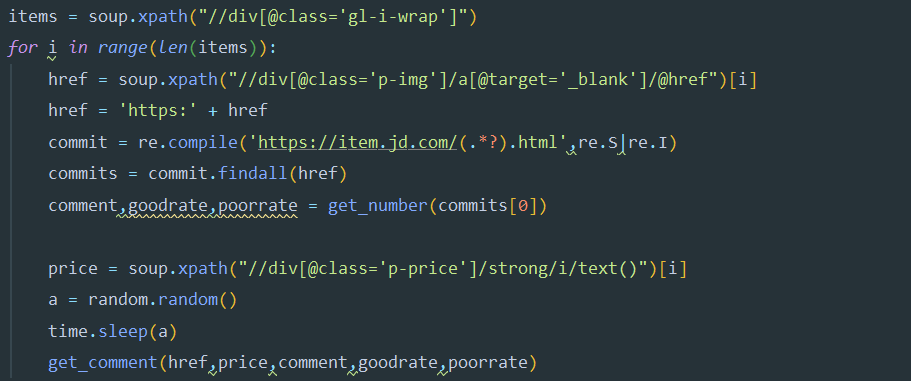 items = soup.xpath("//div[@class='gl-i-wrap']")
for i in range(len(items)):
    href = soup.xpath("//div[@class='p-img']/a[@target='_blank']/@href")[i]
    href = 'https:' + href
    commit = re.compile('https://item.jd.com/(.*?).html',re.S|re.I)
    commits = commit.findall(href)
    comment,goodrate,poorrate = get_number(commits[0])

    price = soup.xpath("//div[@class='p-price']/strong/i/text()")[i]
    a = random.random()
    time.sleep(a)
    get_comment(href,price,comment,goodrate,poorrate)